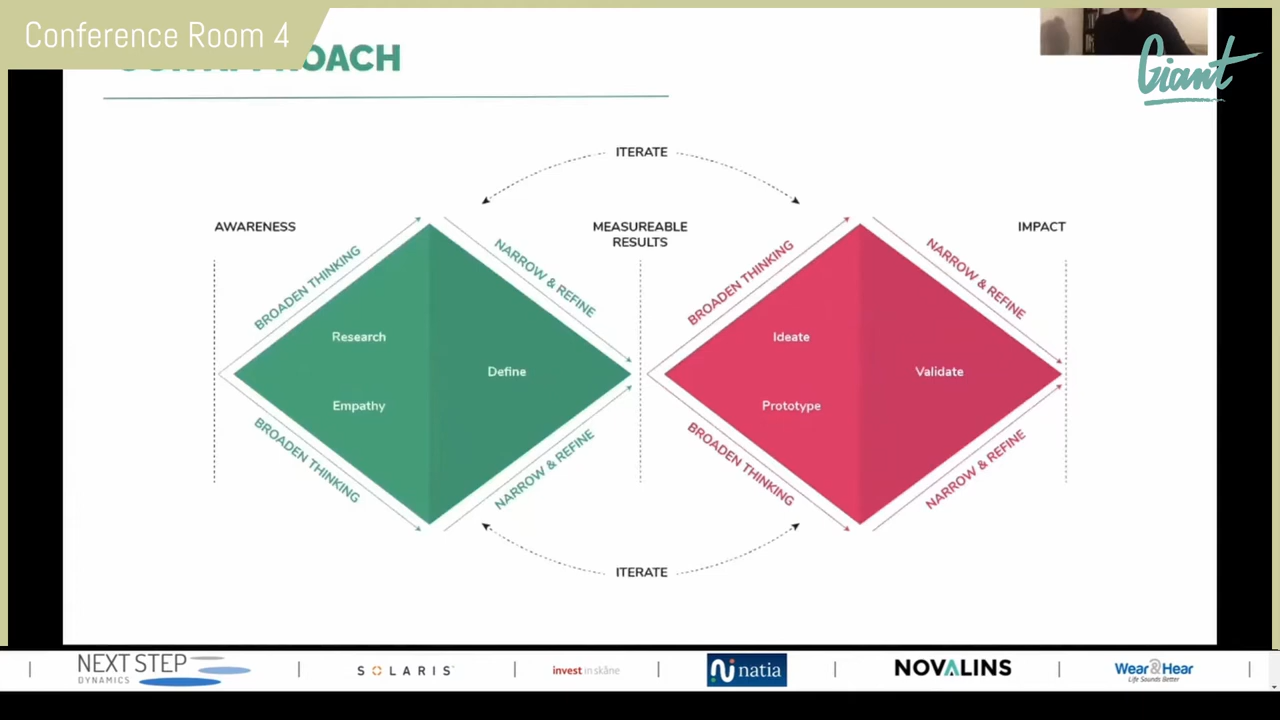 Conference Room 4
OUR APPROACH
Giant
ITERATE
AWARENESS
MEASUREABLE
RESULTS
IMPACT
BROADEN THINKING
NARROW & REFINE
BROADEN THINKING
NARROW & REFINE
Research
Empathy
Define
Ideate
Prototype
Validate
BROADEN THINKING
NARROW & REFINE
BROADEN THINKING
NARROW & REFINE
ITERATE
NEXT STEP
DYNAMICS
SOLARIS
invest in skåne
natia
NOVALINS
Wear&Hear
Life Sounds Better